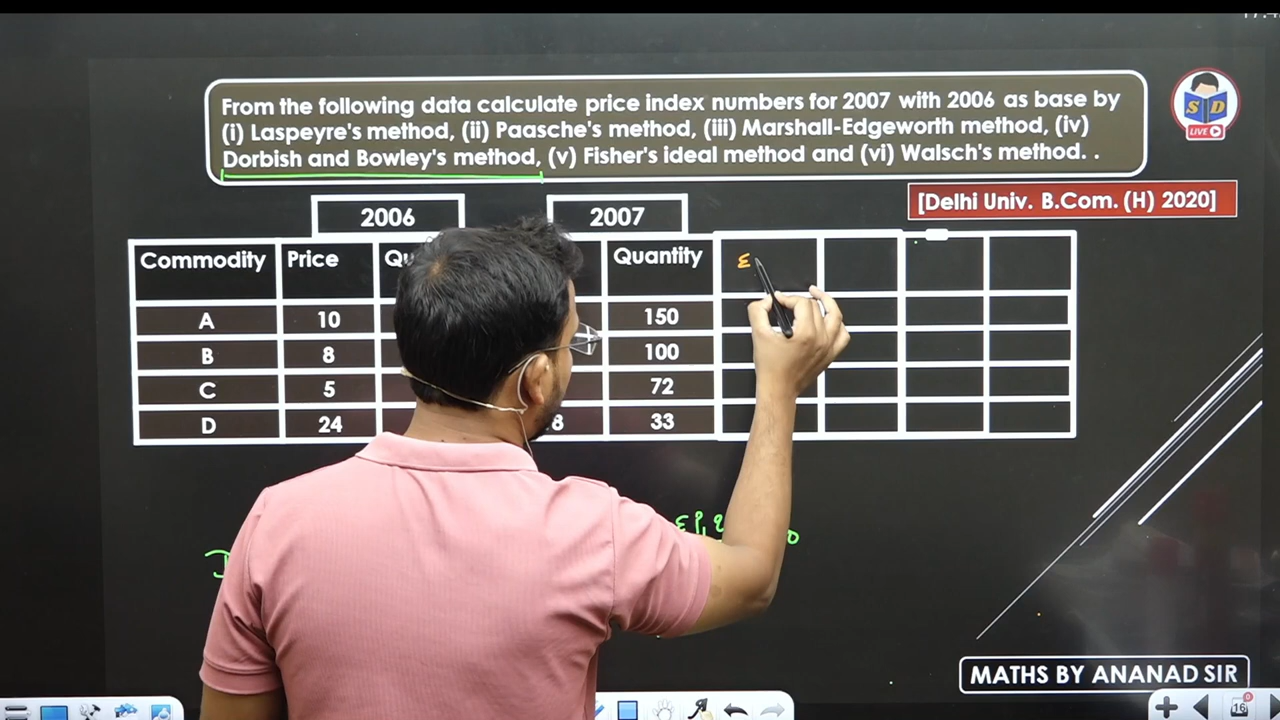 From the following data calculate price index numbers for 2007 with 2006 as base by
(i) Laspeyre's method, (ii) Paasche's method, (iii) Marshall-Edgeworth method, (iv)
Dorbish and Bowley's method, (v) Fisher's ideal method and (vi) Walsch's method. .
S D
LIVE
[Delhi Univ. B.Com. (H) 2020]
2006 2007
Commodity Price Quantity
A 10 150
B 8 100
C 5 72
D 24 8 33
MATHS BY ANANAD SIR
16